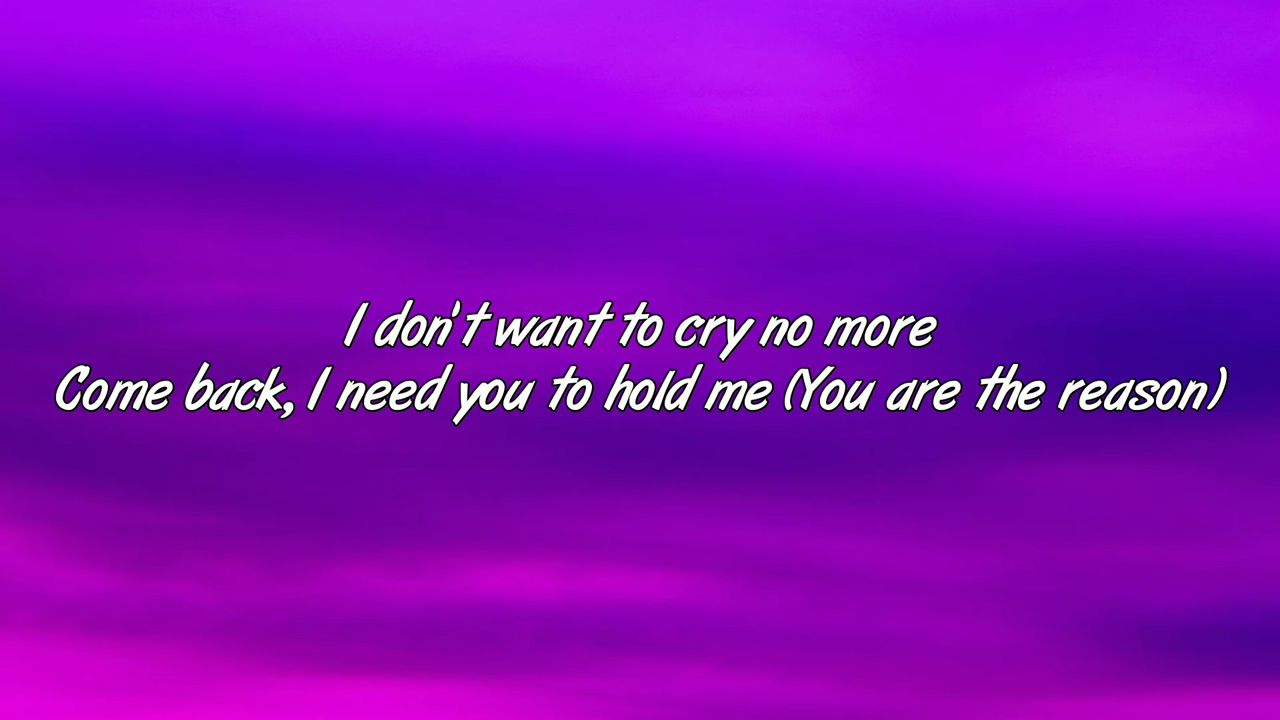 I don't want to cry no more
Come back, I need you to hold me (You are the reason)